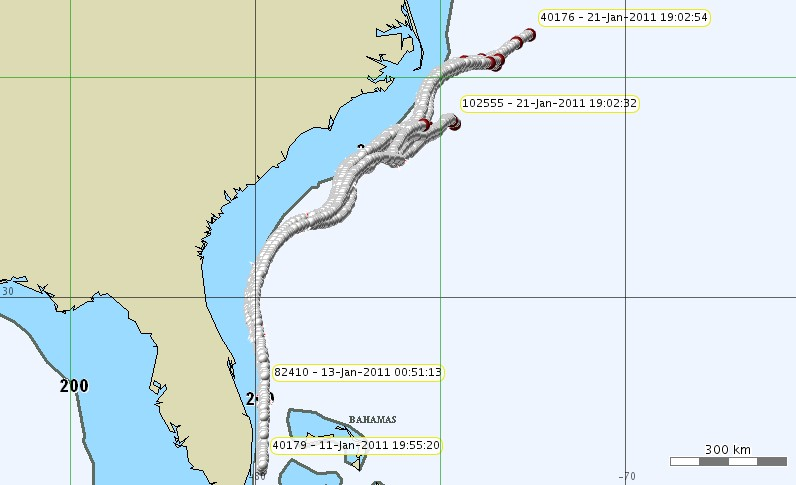 40176 - 21-Jan-2011 19:02:54
102555 - 21-Jan-2011 19:02:32
30
82410 - 13-Jan-2011 00:51:13
200
BAHAMAS
40179 - 11-Jan-2011 19:55:20
300 km
-70